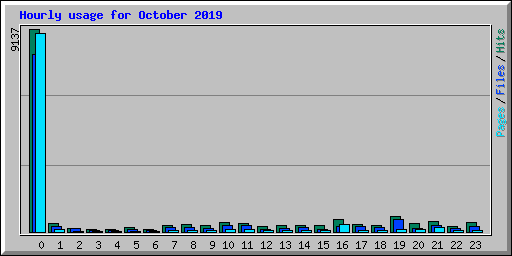 Hourly usage for October 2019
9137
Pages/Files/Hits
0 1 2 3 4 5 6 7 8 9 10 11 12 13 14 15 16 17 18 19 20 21 22 23